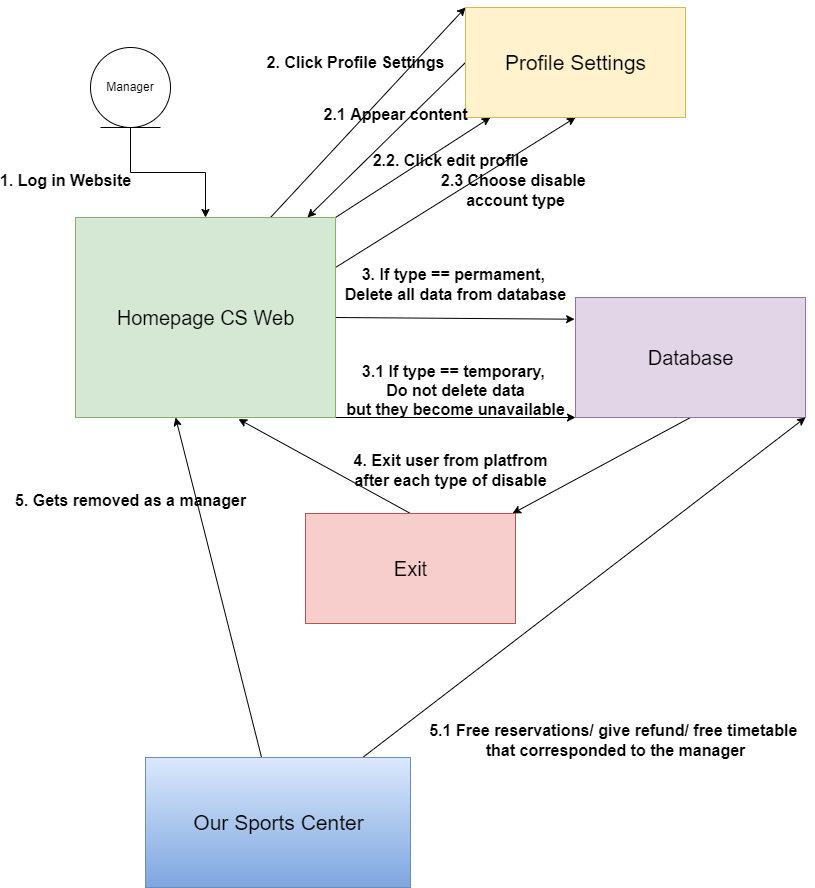 Profile Settings
2. Click Profile Settings
Manager
2.1 Appear content
2.2. Click edit profile
1. Log in Website
2.3 Choose disable
account type
3. If type == permament,
Delete all data from database
Homepage CS Web
Database
3.1 If type == temporary,
Do not delete data
but they become unavailable
4. Exit user from platfrom
after each type of disable
5. Gets removed as a manager
Exit
5.1 Free reservations/ give refund/ free timetable
that corresponded to the manager
Our Sports Center